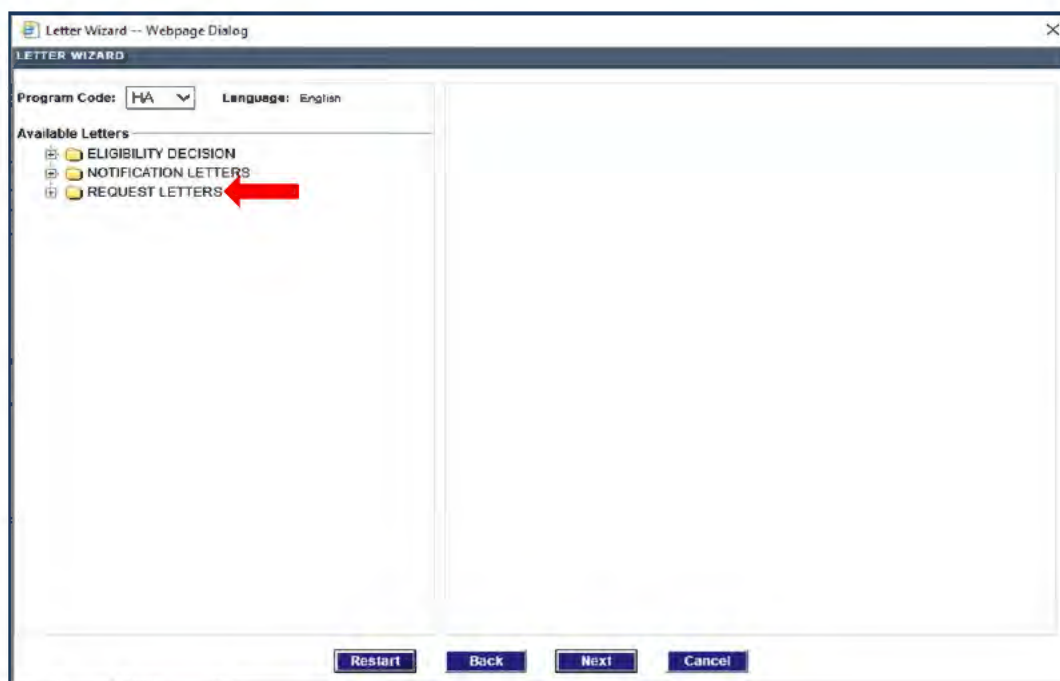 Letter Wizard -- Webpage Dialog
LETTER WIZARD
Program Code: HA Language: English
Available Letters
ELIGIBILITY DECISION
NOTIFICATION LETTERS
REQUEST LETTERS
Restart Back Next Cancel